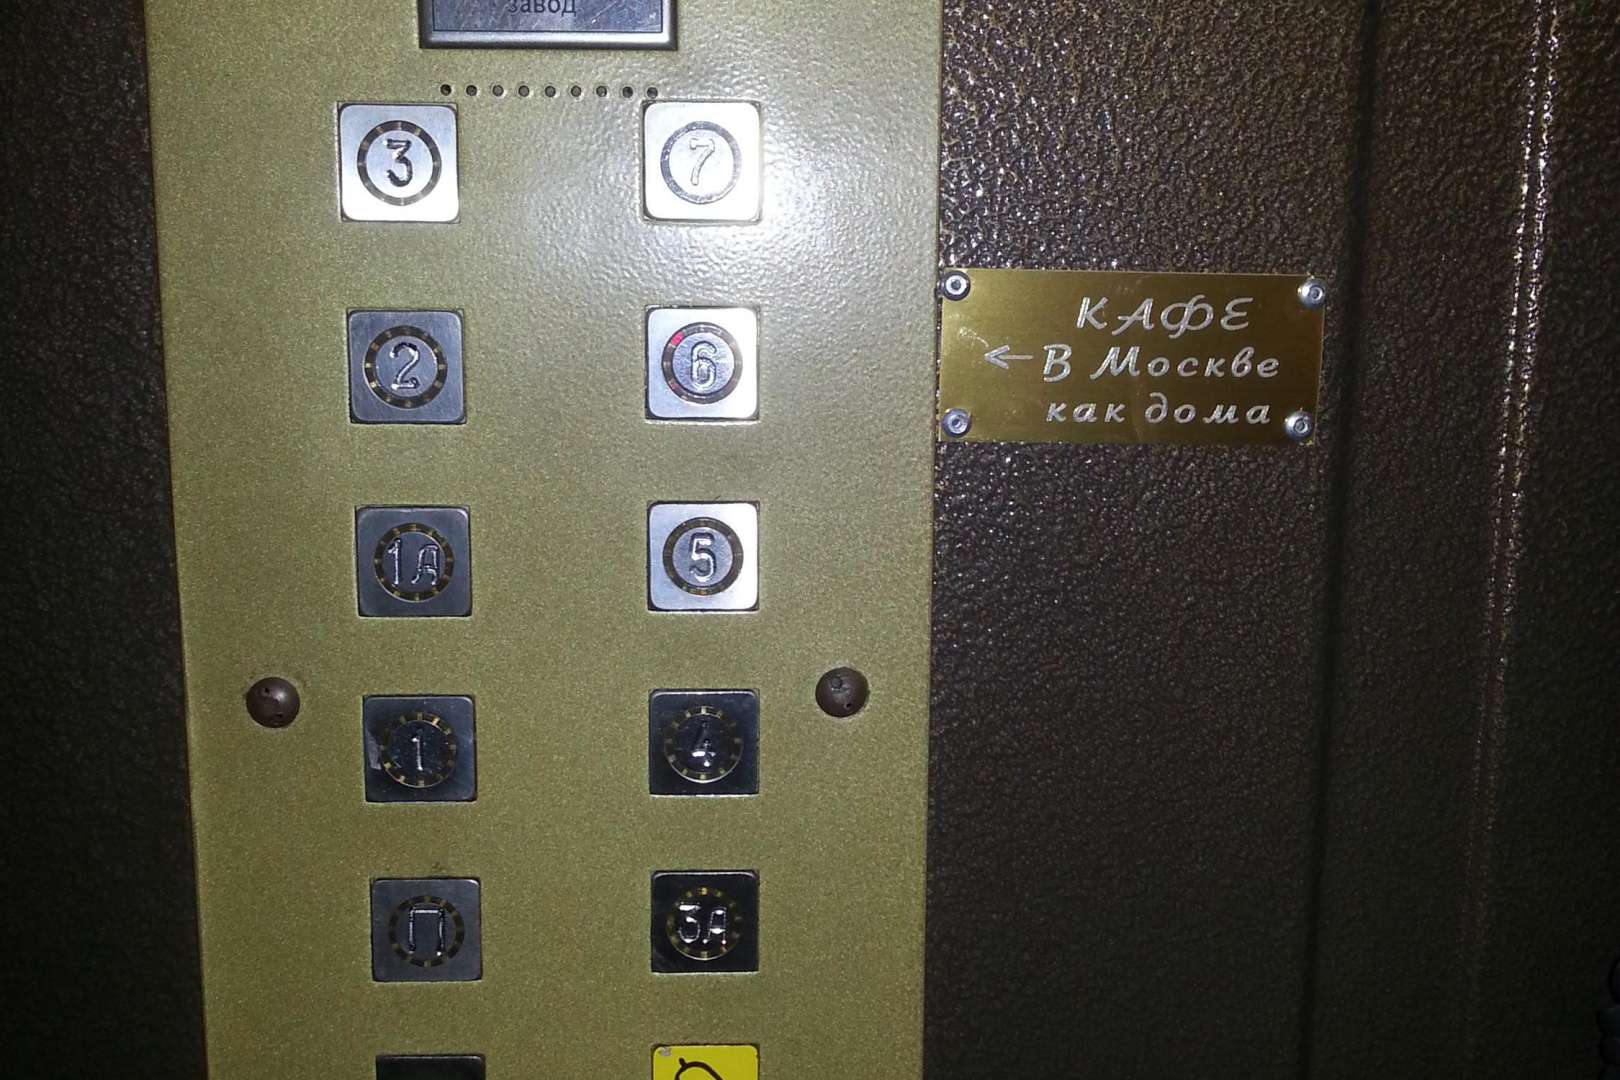 завод
3 7
2 6
КАФЕ
← В Москве
как дома
1А 5
1 4
П 3А